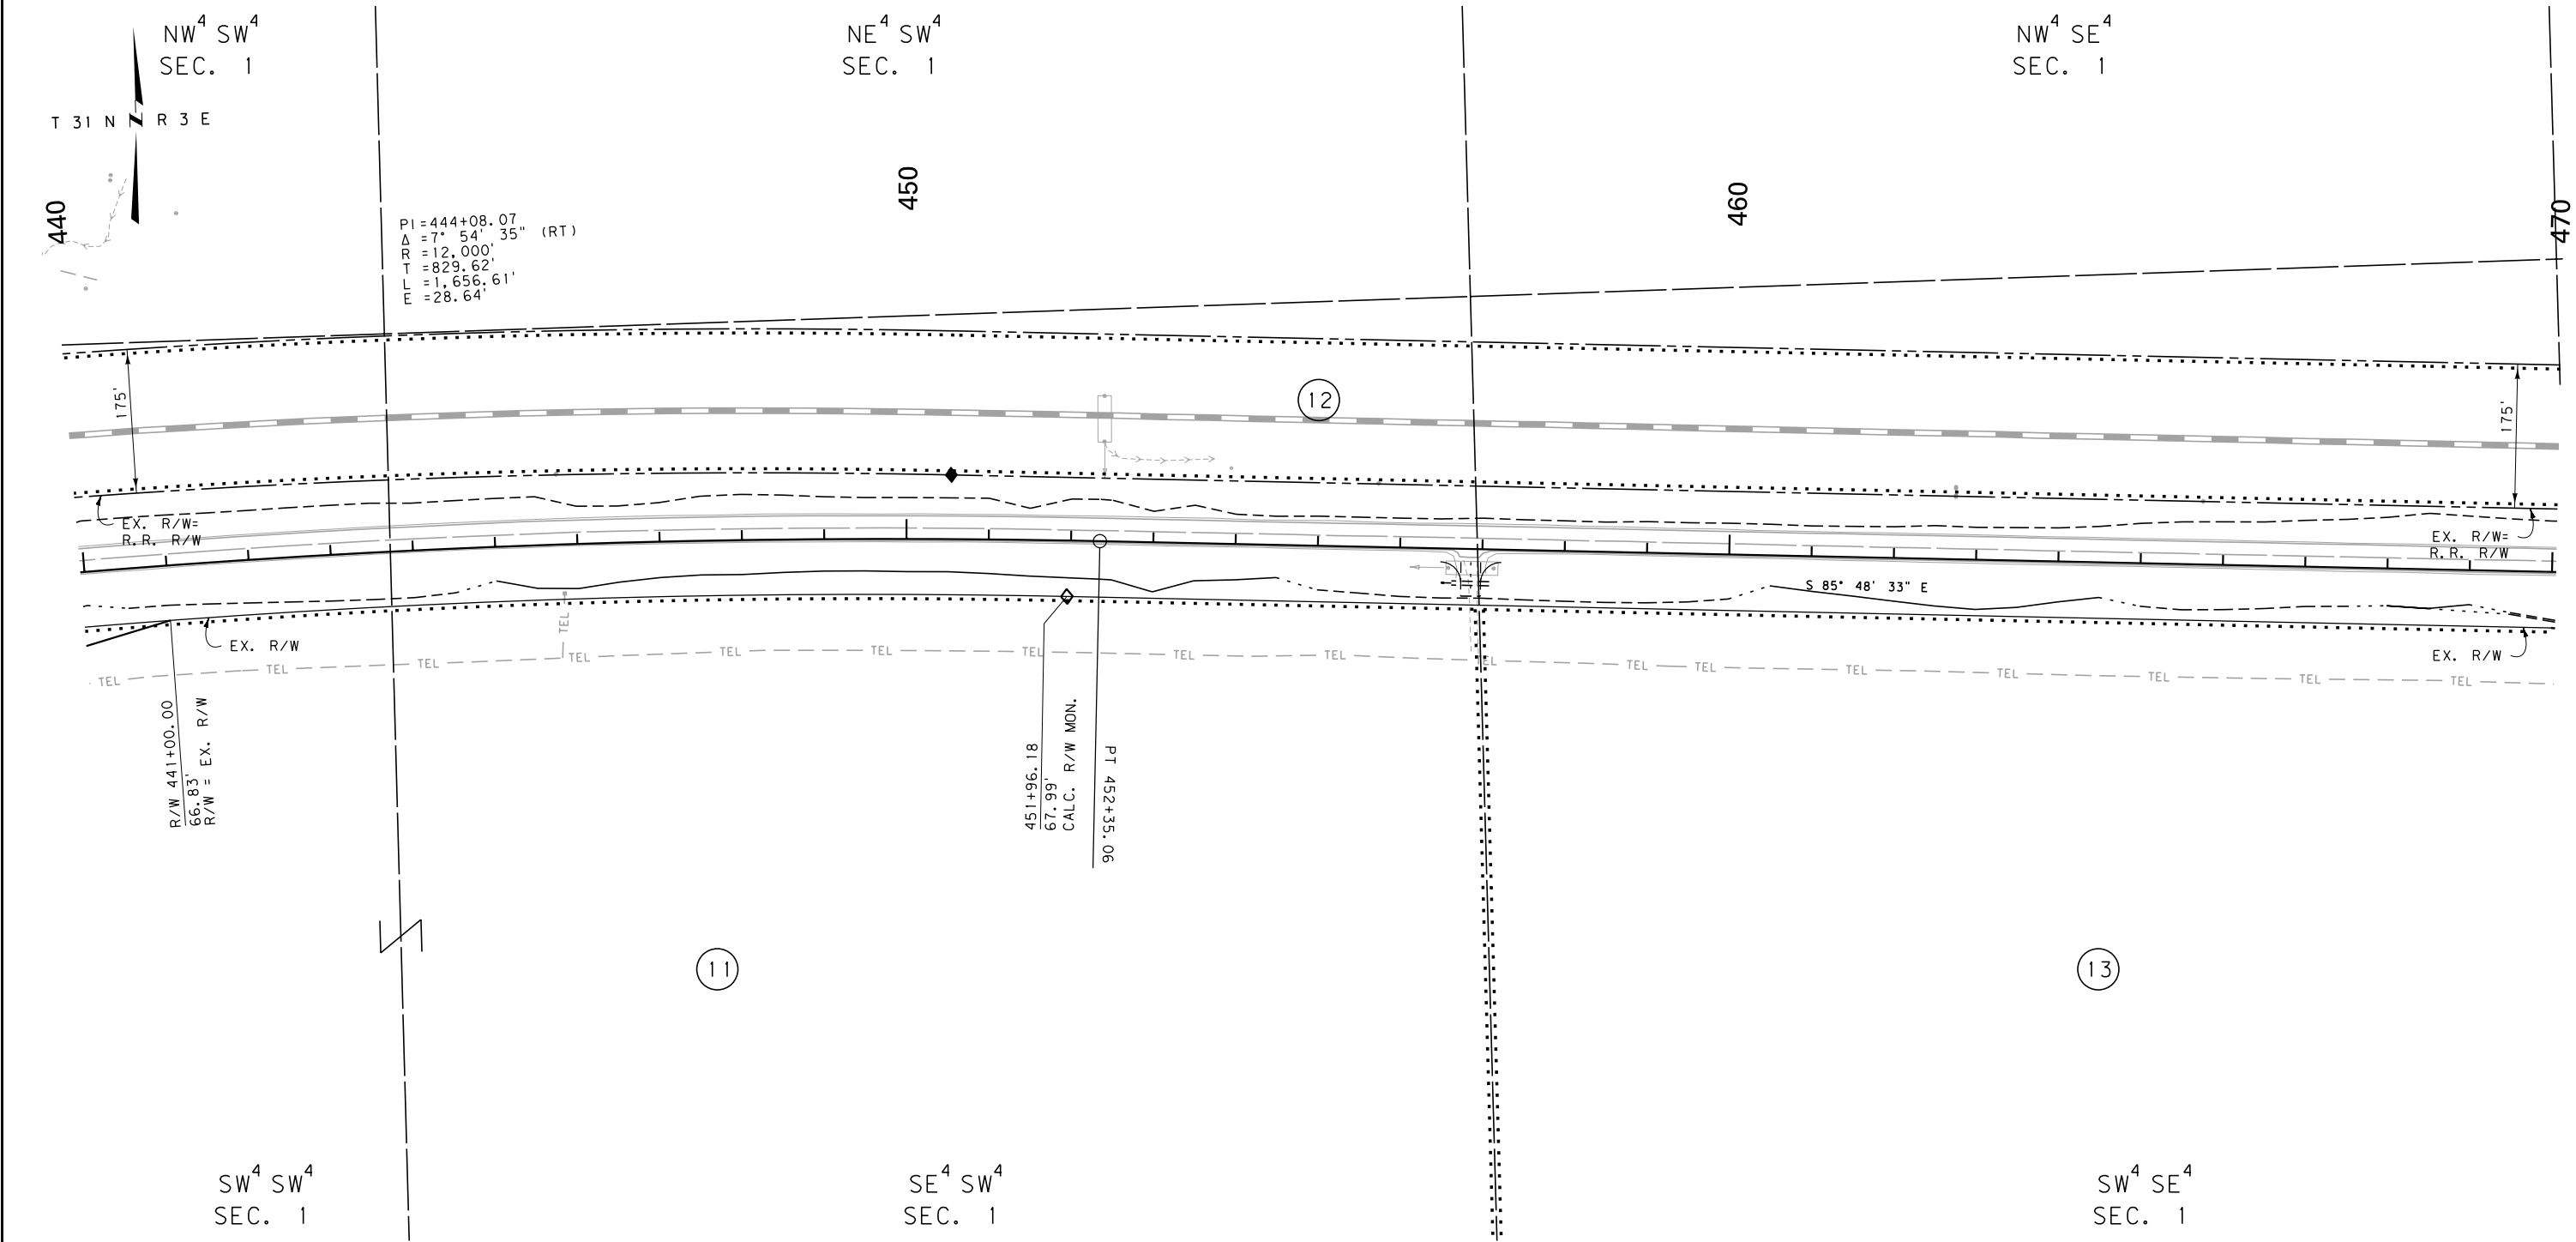 NW⁴ SW⁴
SEC. 1
NE⁴ SW⁴
SEC. 1
NW⁴ SE⁴
SEC. 1
T 31 N N R 3 E
440
450
460
470
PI=444+08.07
Δ =7° 54' 35" (RT)
R =12,000'
T =829.62'
L =1,656.61'
E =28.64'
175'
12
175'
EX. R/W=
R.R. R/W
EX. R/W=
R.R. R/W
S 85° 48' 33" E
EX. R/W
EX. R/W
TEL
TEL TEL TEL TEL TEL TEL TEL TEL TEL TEL TEL TEL TEL TEL TEL TEL TEL
R/W 441+00.00
66.83'
R/W = EX. R/W
451+96.18
67.99'
CALC. R/W MON.
PT 452+35.06
11
13
SW⁴ SW⁴
SEC. 1
SE⁴ SW⁴
SEC. 1
SW⁴ SE⁴
SEC. 1